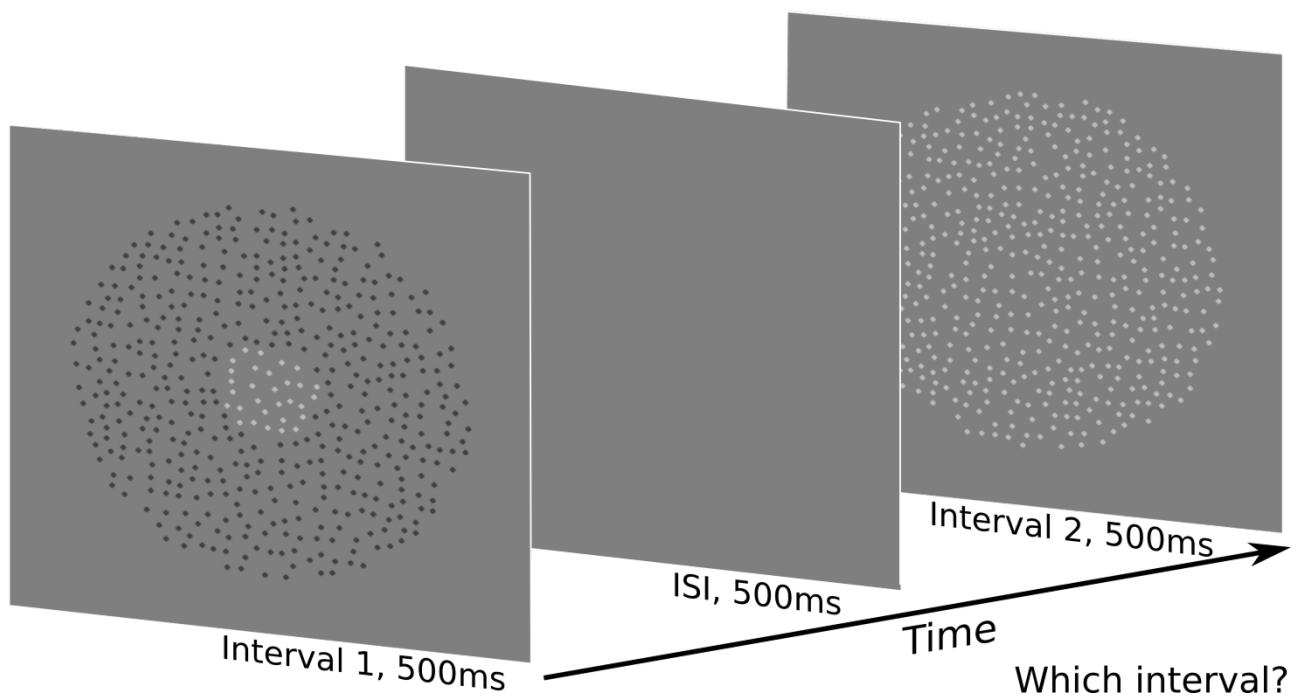 Interval 1, 500ms
ISI, 500ms
Interval 2, 500ms
Time
Which interval?